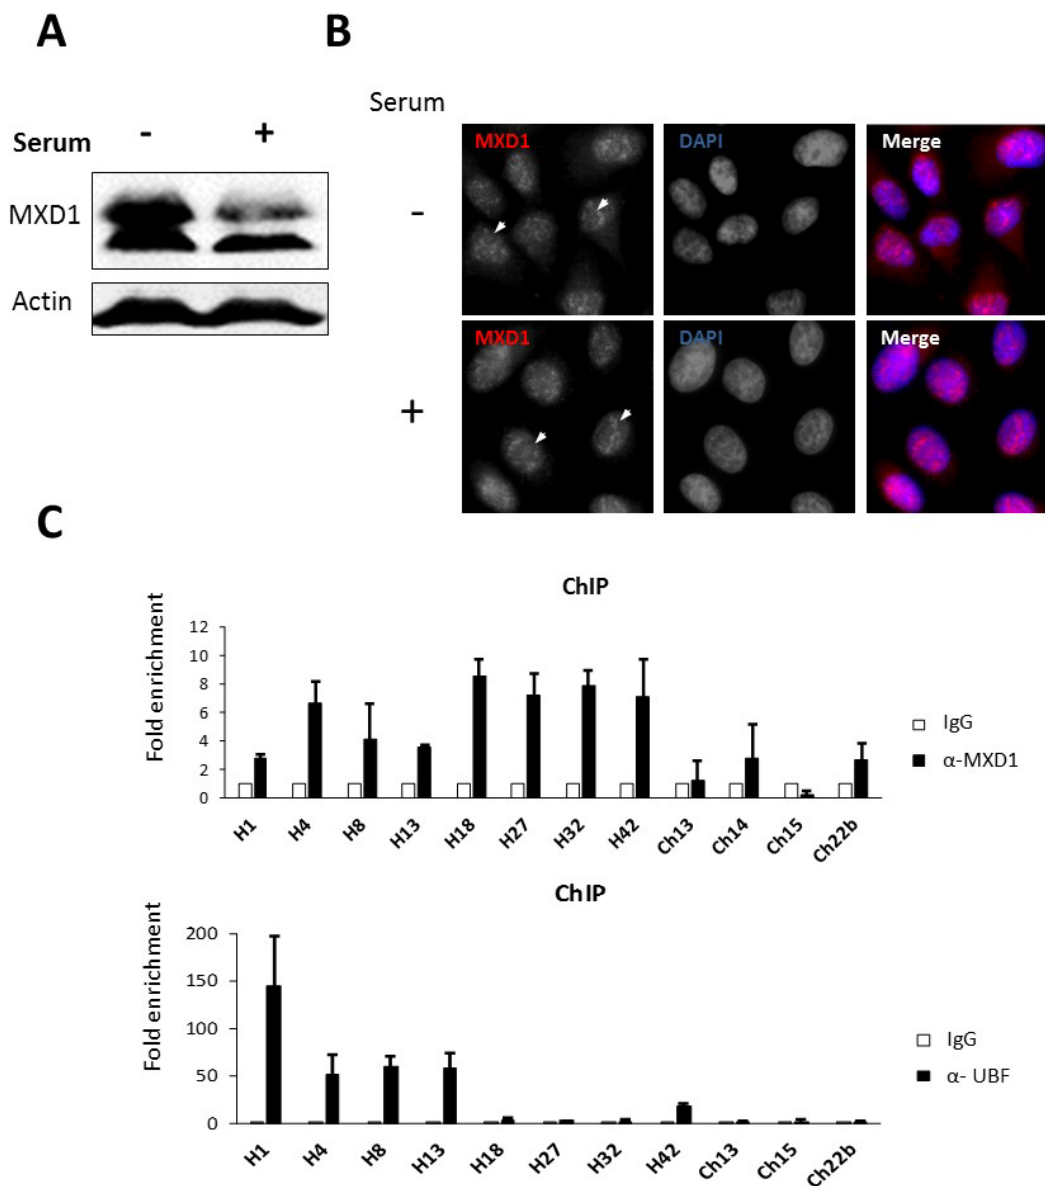 A
B
Serum
Serum - +
MXD1
Actin
-
MXD1 DAPI Merge
+
MXD1 DAPI Merge
C
ChIP
Fold enrichment
12
10
8
6
4
2
0
H1 H4 H8 H13 H18 H27 H32 H42 Ch13 Ch14 Ch15 Ch22b
IgG
α-MXD1
ChIP
Fold enrichment
200
150
100
50
0
H1 H4 H8 H13 H18 H27 H32 H42 Ch13 Ch15 Ch22b
IgG
α- UBF